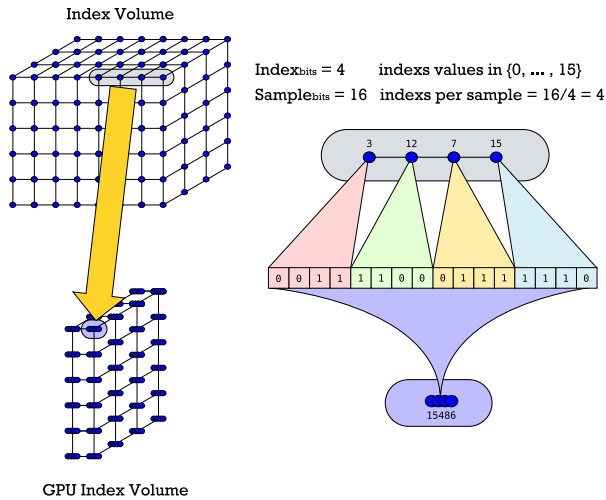 Index Volume
Indexbits = 4 indexs values in {0, ... , 15}
Samplebits = 16 indexs per sample = 16/4 = 4
3 12 7 15
0 0 1 1 1 1 0 0 0 1 1 1 1 1 1 0
15486
GPU Index Volume